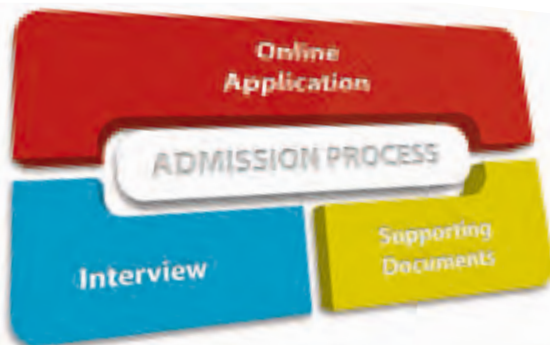 Online
Application
ADMISSION PROCESS
Interview
Supporting
Documents